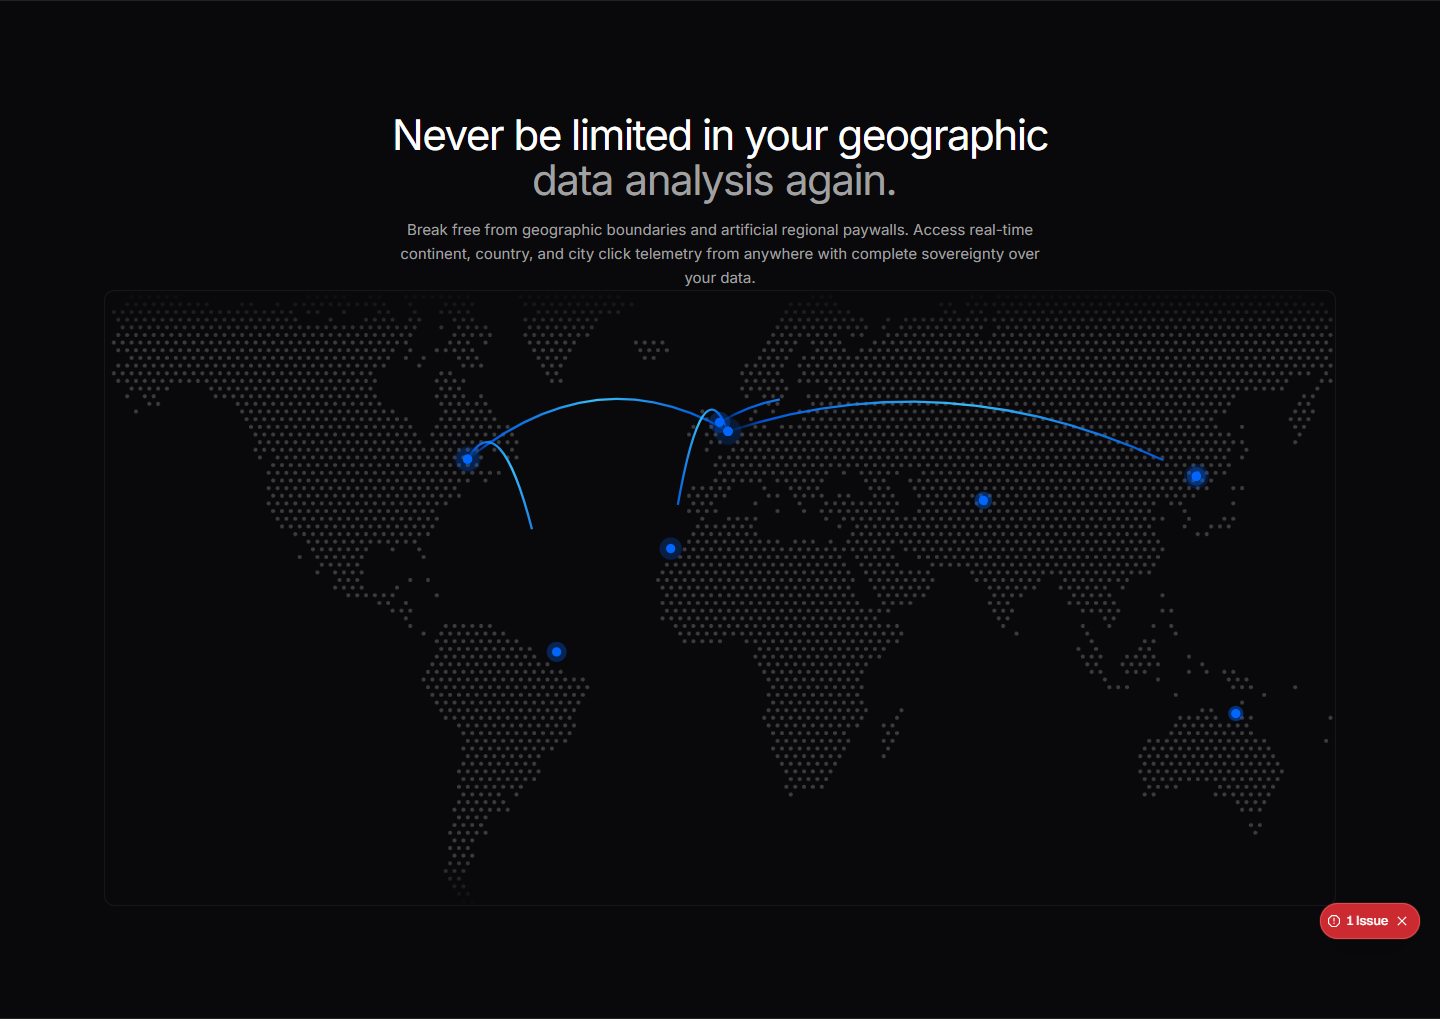 Never be limited in your geographic
data analysis again.
Break free from geographic boundaries and artificial regional paywalls. Access real-time
continent, country, and city click telemetry from anywhere with complete sovereignty over
your data.
1 Issue